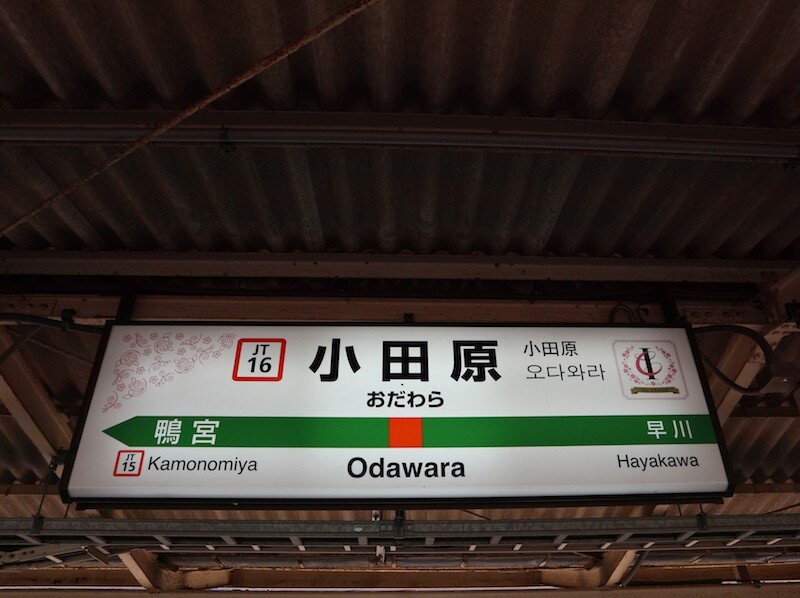 JT
16
小田原
小田原
오다와라
おだわら
鴨宮
早川
JT
15
Kamonomiya
Odawara
Hayakawa